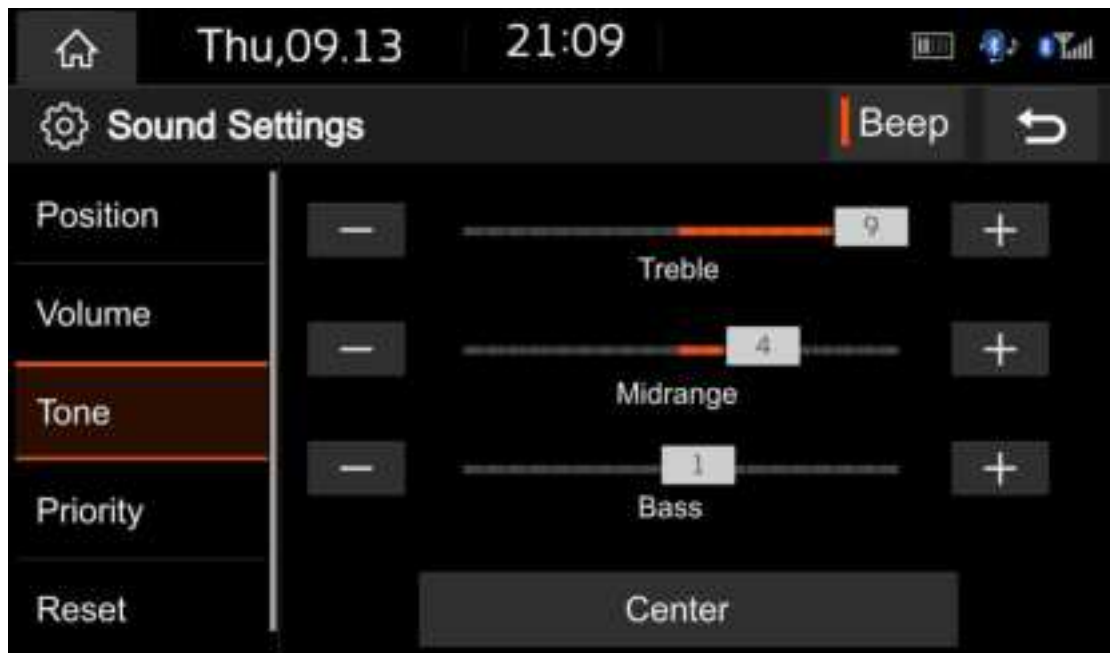 Thu,09.13
21:09
Sound Settings
Beep
Position
Volume
Tone
Priority
Reset
9
Treble
4
Midrange
1
Bass
Center